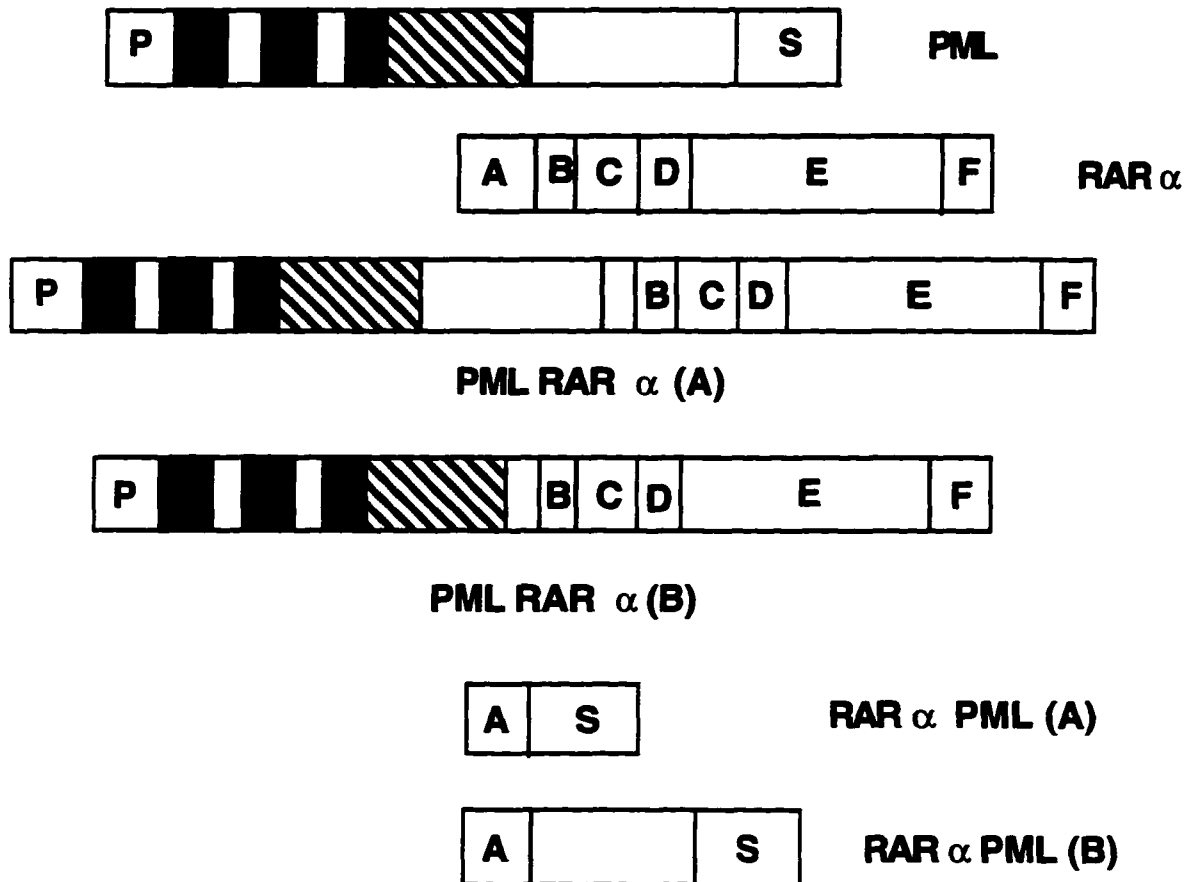 P S PML
A B C D E F RAR α
P B C D E F
PML RAR α (A)
P B C D E F
PML RAR α (B)
A S RAR α PML (A)
A S RAR α PML (B)